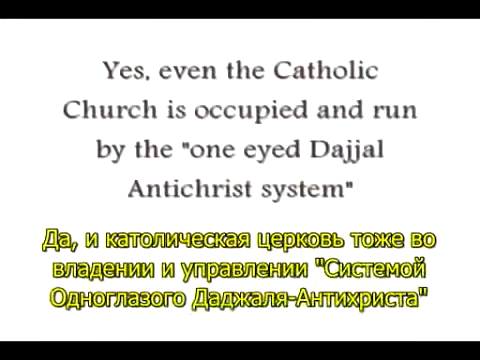 Yes, even the Catholic
Church is occupied and run
by the "one eyed Dajjal
Antichrist system"
Да, и католическая церковь тоже во
владении и управлении "Системой
Одноглазого Даджаля-Антихриста"